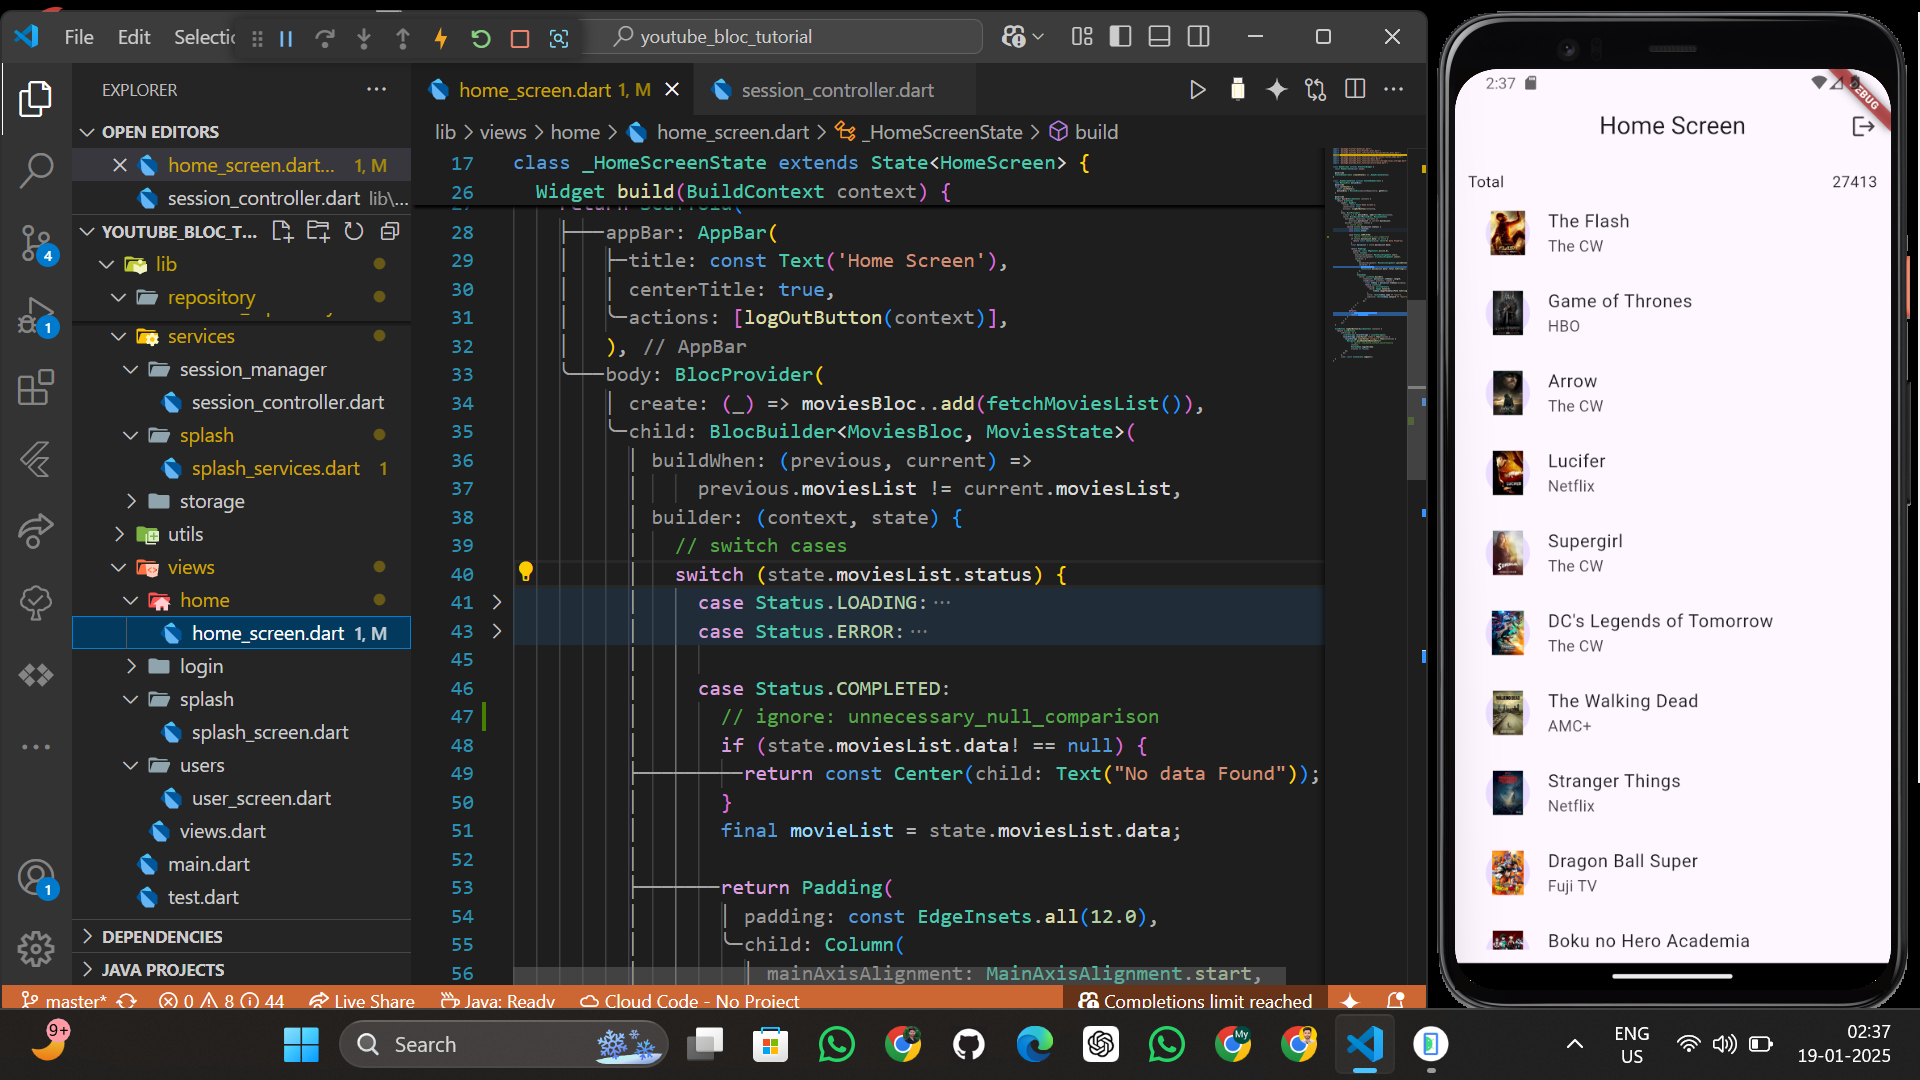 File
Edit
Selectio
youtube_bloc_tutorial
EXPLORER
OPEN EDITORS
home_screen.dart... 1, M
session_controller.dart lib\...
YOUTUBE_BLOC_T...
lib
repository
services
session_manager
session_controller.dart
splash
splash_services.dart 1
storage
utils
views
home
home_screen.dart 1, M
login
splash
splash_screen.dart
users
user_screen.dart
views.dart
main.dart
test.dart
DEPENDENCIES
JAVA PROJECTS
4
1
1
home_screen.dart 1, M
session_controller.dart
lib > views > home > home_screen.dart > _HomeScreenState > build
17 class _HomeScreenState extends State<HomeScreen> {
26 Widget build(BuildContext context) {
28 appBar: AppBar(
29 title: const Text('Home Screen'),
30 centerTitle: true,
31 actions: [logOutButton(context)],
32 ), // AppBar
33 body: BlocProvider(
34 create: (_) => moviesBloc..add(fetchMoviesList()),
35 child: BlocBuilder<MoviesBloc, MoviesState>(
36 buildWhen: (previous, current) =>
37 previous.moviesList != current.moviesList,
38 builder: (context, state) {
39 // switch cases
40 switch (state.moviesList.status) {
41 case Status.LOADING:...
43 case Status.ERROR:...
45
46 case Status.COMPLETED:
47 // ignore: unnecessary_null_comparison
48 if (state.moviesList.data! == null) {
49 return const Center(child: Text("No data Found"));
50 }
51 final movieList = state.moviesList.data;
52
53 return Padding(
54 padding: const EdgeInsets.all(12.0),
55 child: Column(
56 mainAxisAlignment: MainAxisAlignment.start,
master* 0 8 44 Live Share Java: Ready Cloud Code - No Project Completions limit reached
2:37
Home Screen
Total 27413
The Flash
The CW
Game of Thrones
HBO
Arrow
The CW
Lucifer
Netflix
Supergirl
The CW
DC's Legends of Tomorrow
The CW
The Walking Dead
AMC+
Stranger Things
Netflix
Dragon Ball Super
Fuji TV
Boku no Hero Academia
9+
Search
My
ENG
US
02:37
19-01-2025